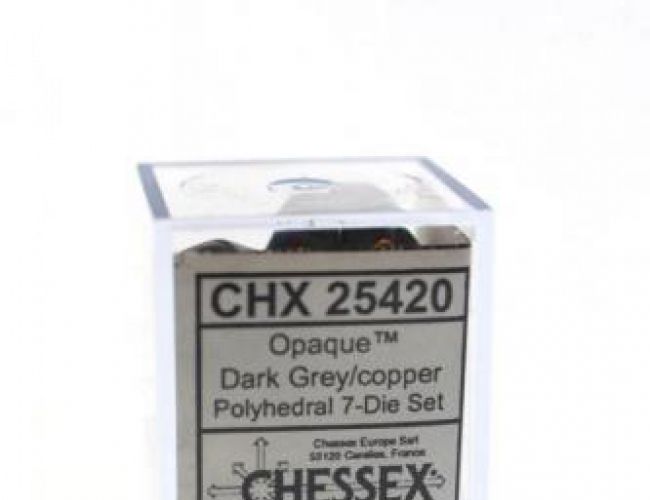 CHX 25420
Opaque™
Dark Grey/copper
Polyhedral 7-Die Set
Chessex Europe Sarl
CHESSEX